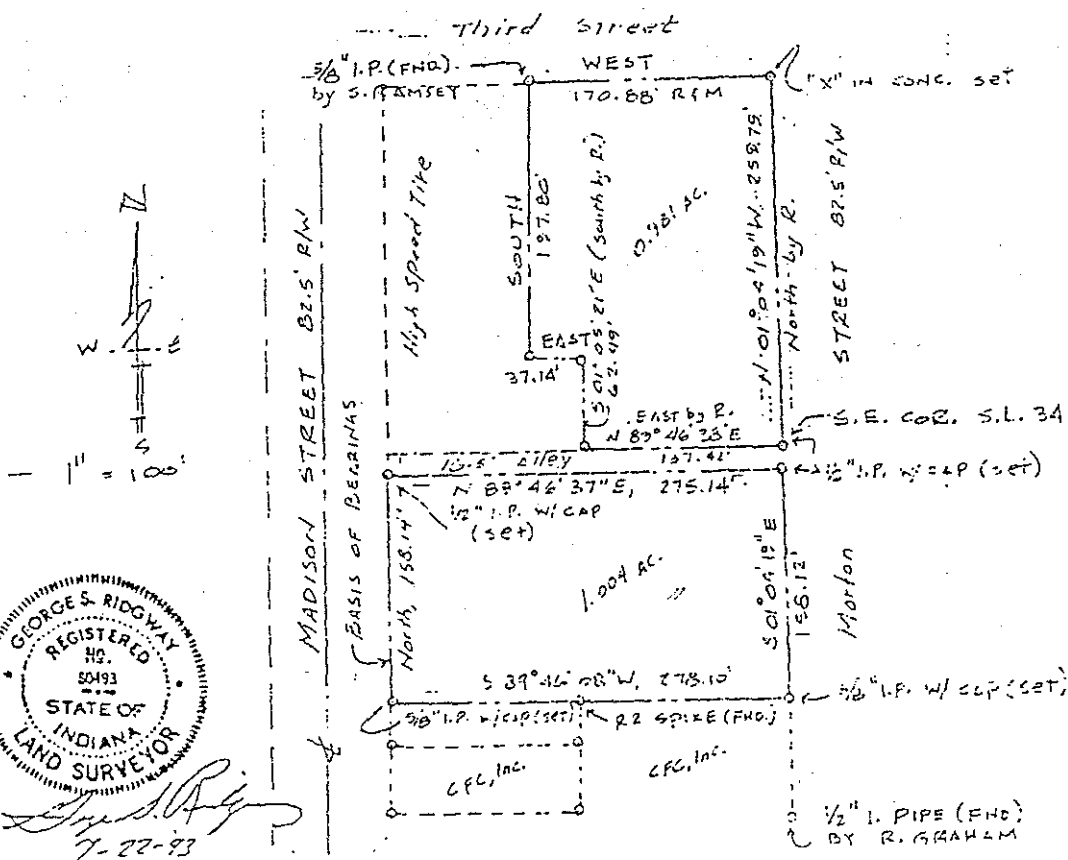 Third Street
5/8" I.P. (FND.)
by S. RAMSEY
WEST
170.88' R&M
"X" IN CONC. set
High Speed Tire
SOUTH
197.80'
S 01° 05' 21" E (South by R.)
62.49'
0.981 AC.
N 01° 04' 19" W 258.75'
North by R.
STREET 82.5' R/W
Morton
N
W
E
S
1" = 100'
MADISON STREET 82.5' R/W
BASIS OF BEARINGS
EAST
37.14'
EAST by R.
N 89° 46' 38" E
S.E. COR. S.L. 34
Alley
N 89° 46' 37" E, 275.14'
1/2" I.P. W/ CAP
(set)
1/2" I.P. W/ CAP (set)
North, 158.14'
1.004 AC.
S 01° 04' 19" E
158.12'
S 89° 46' 08" W, 278.10'
5/8" I.P. w/cap (set)
RR SPIKE (FND.)
5/8" I.P. W/ cap (set)
CFC, Inc.
CFC, Inc.
1/2" I. PIPE (FND)
BY R. GRAHAM
GEORGE S. RIDGWAY
REGISTERED
NO.
S0493
STATE OF
INDIANA
LAND SURVEYOR
7-22-93